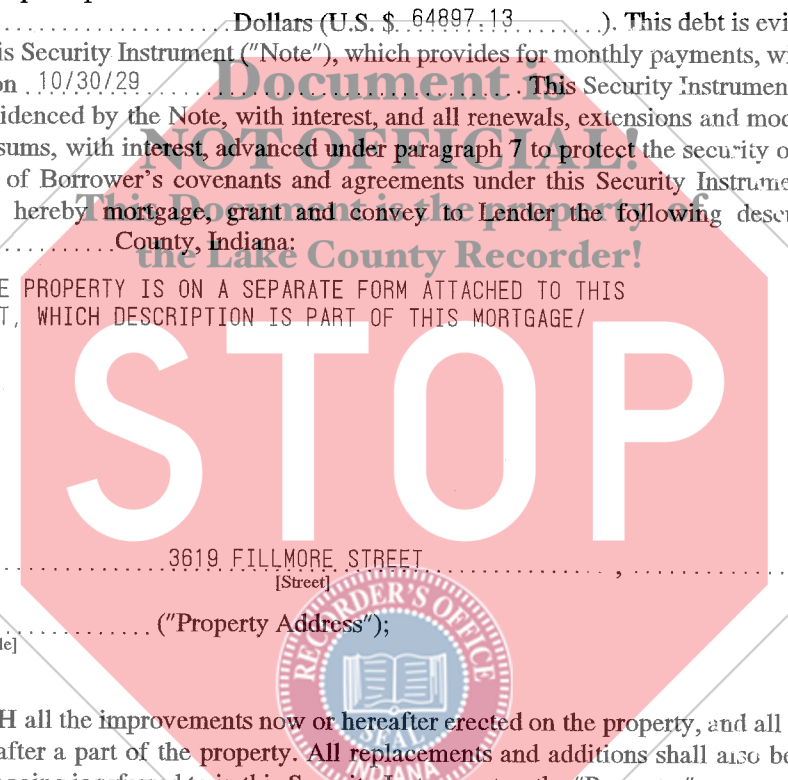 Dollars (U.S. $ 64897.13 ). This debt is evi
is Security Instrument ("Note"), which provides for monthly payments, wi
on 10/30/29 This Security Instrument
Document is
idenced by the Note, with interest, and all renewals, extensions and mod
NOT OFFICIAL!
sums, with interest, advanced under paragraph 7 to protect the security o
of Borrower's covenants and agreements under this Security Instrume
This Document is the property of
hereby mortgage, grant and convey to Lender the following desc
County, Indiana:
the Lake County Recorder!
E PROPERTY IS ON A SEPARATE FORM ATTACHED TO THIS
T, WHICH DESCRIPTION IS PART OF THIS MORTGAGE/
STOP
3619 FILLMORE STREET ,
[Street]
("Property Address");
le]
RECORDER'S OFFICE
SEAL
INDIANA
H all the improvements now or hereafter erected on the property, and all
after a part of the property. All replacements and additions shall also be